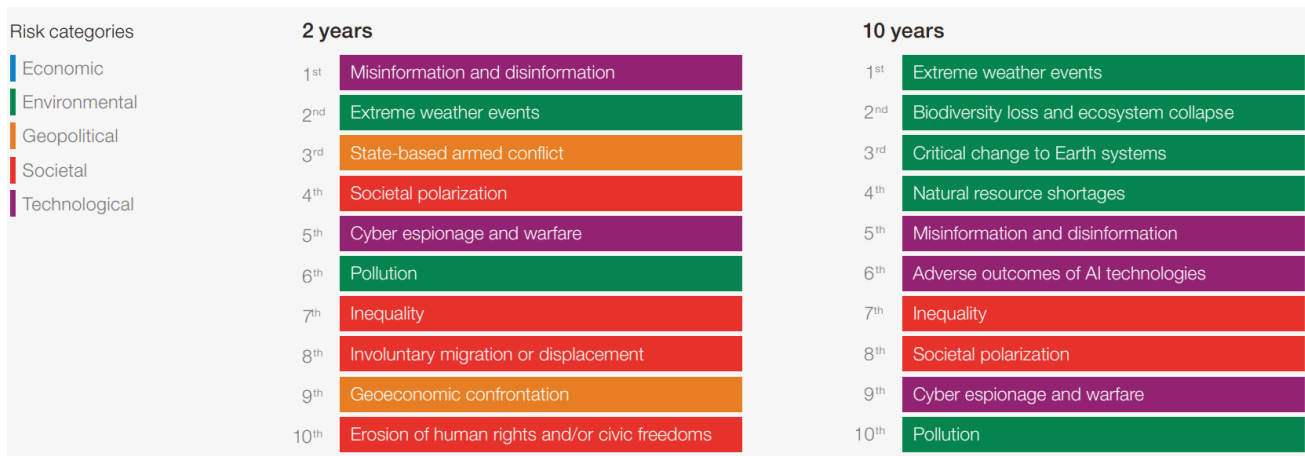 Risk categories
Economic
Environmental
Geopolitical
Societal
Technological
2 years
1st Misinformation and disinformation
2nd Extreme weather events
3rd State-based armed conflict
4th Societal polarization
5th Cyber espionage and warfare
6th Pollution
7th Inequality
8th Involuntary migration or displacement
9th Geoeconomic confrontation
10th Erosion of human rights and/or civic freedoms
10 years
1st Extreme weather events
2nd Biodiversity loss and ecosystem collapse
3rd Critical change to Earth systems
4th Natural resource shortages
5th Misinformation and disinformation
6th Adverse outcomes of AI technologies
7th Inequality
8th Societal polarization
9th Cyber espionage and warfare
10th Pollution